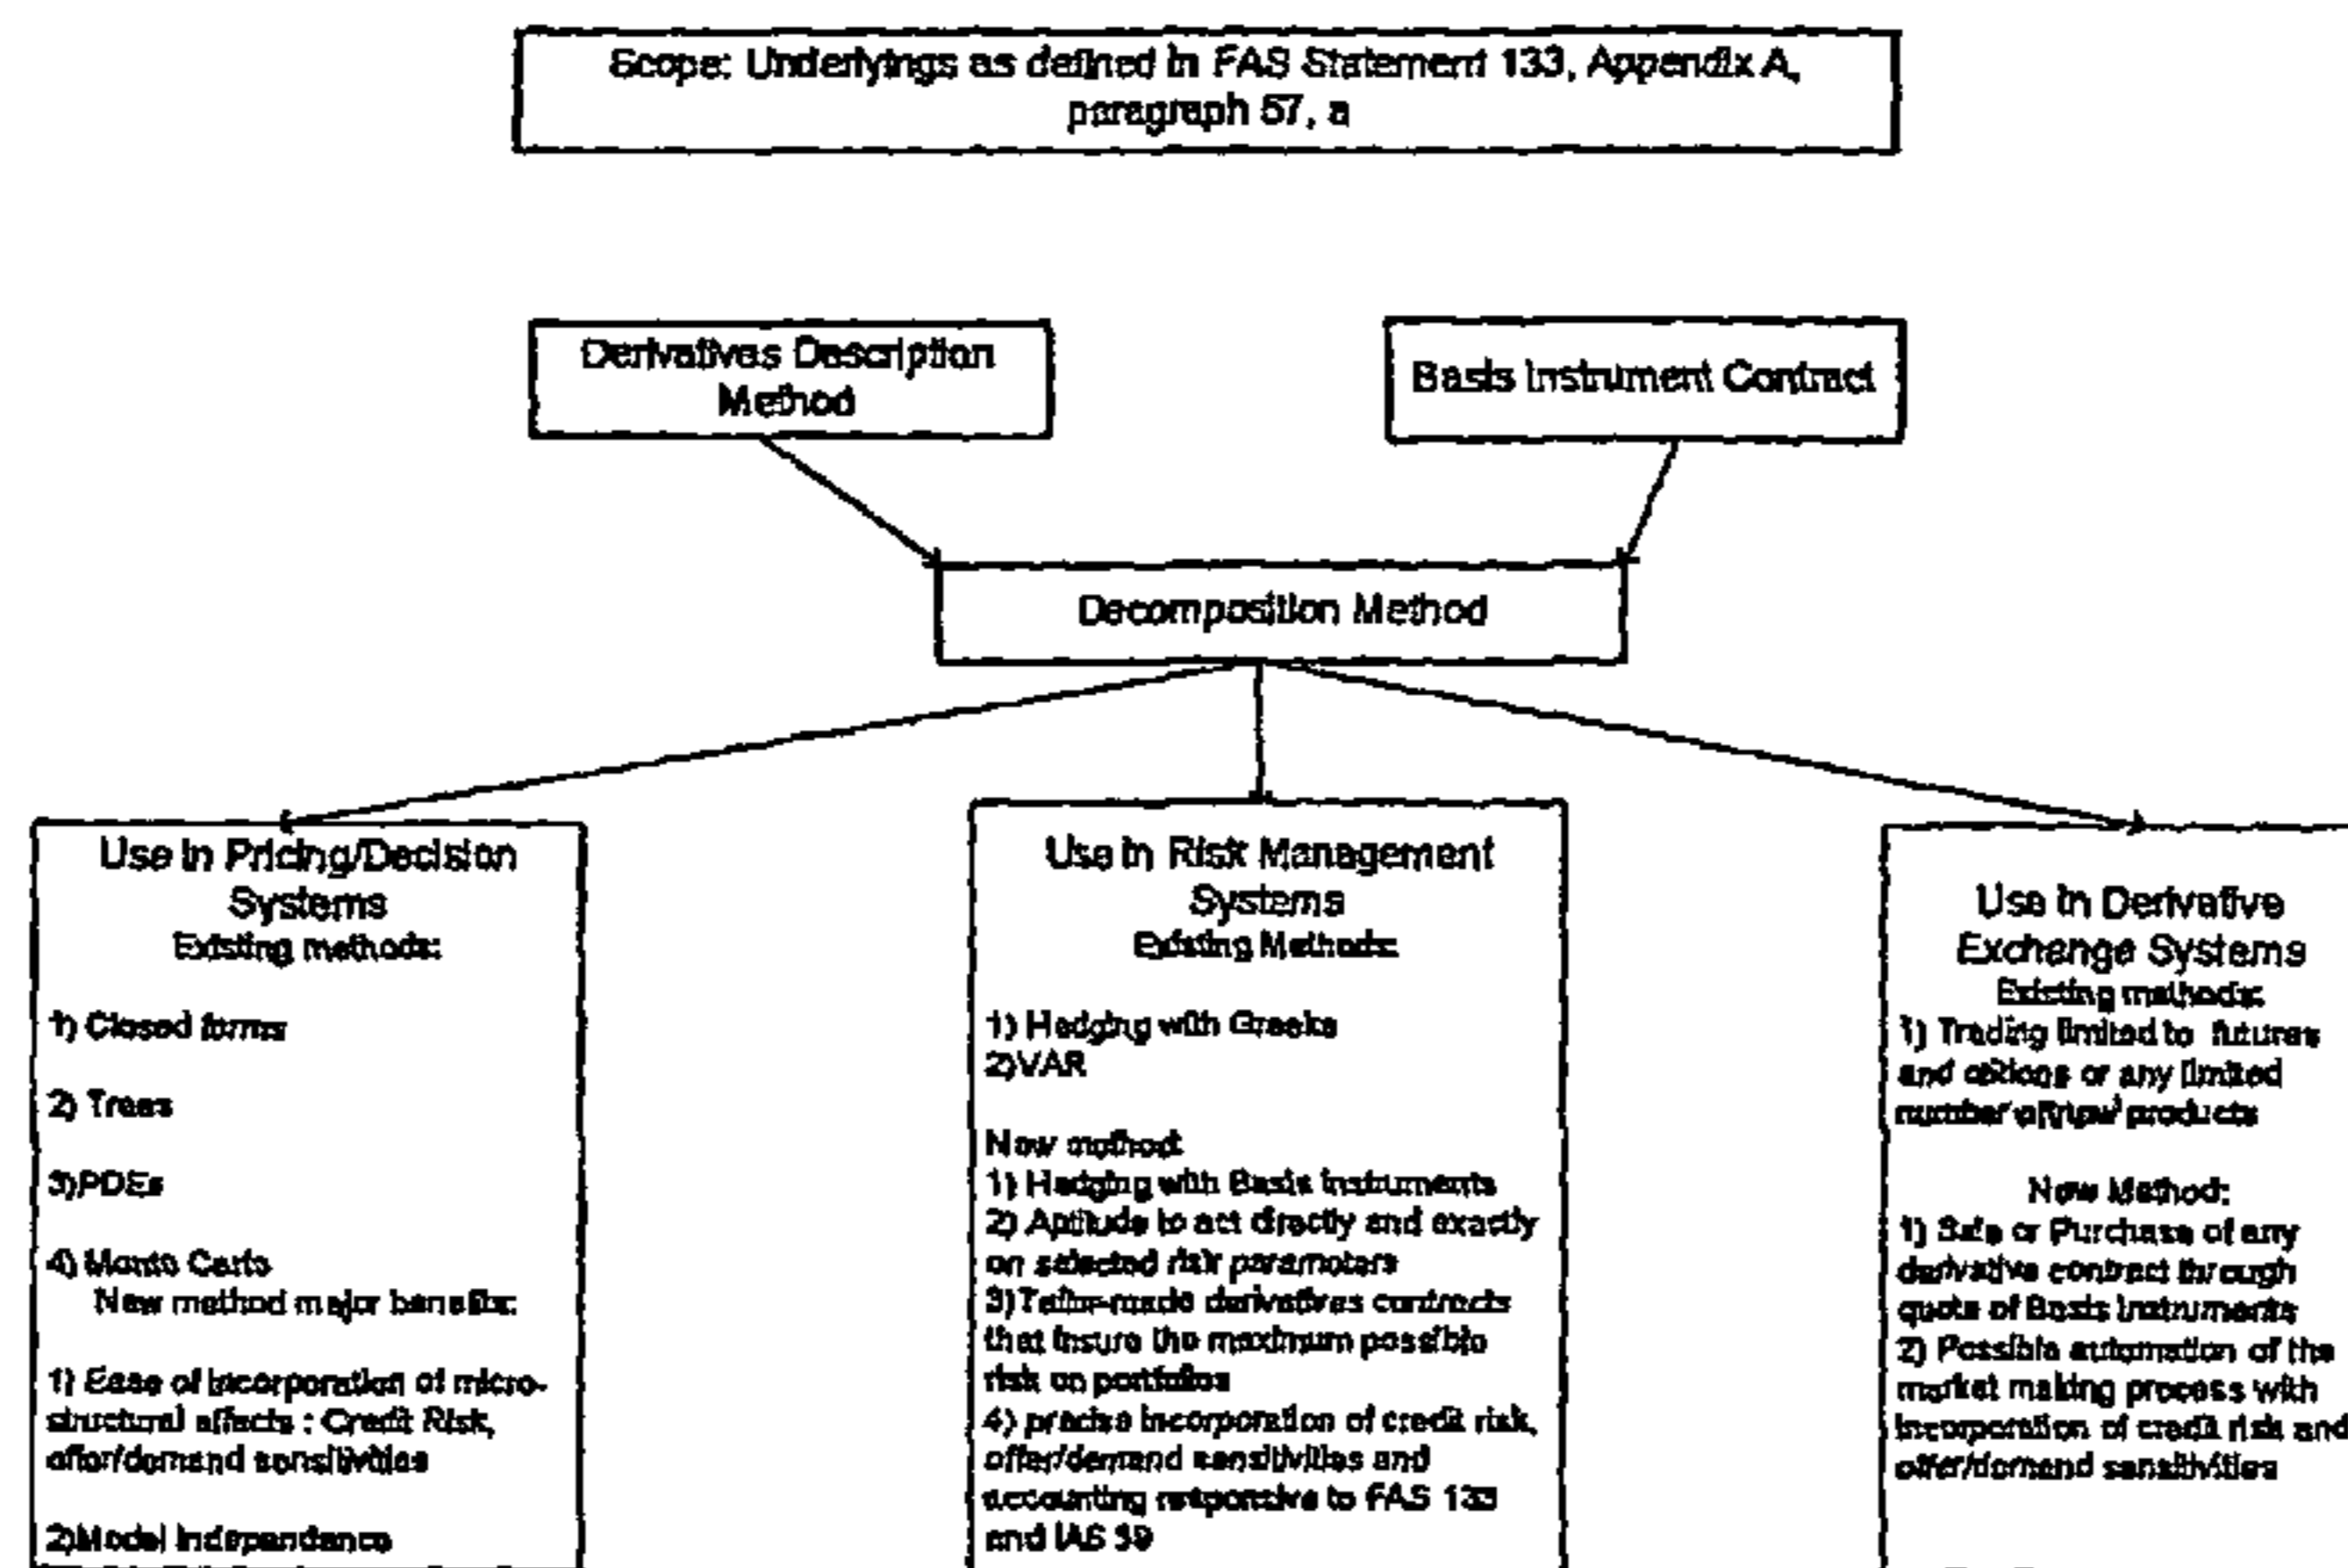 Scope: Underlyings as defined in FAS Statement 133, Appendix A,
paragraph 57, a
Derivatives Description
Method
Basis Instrument Contract
Decomposition Method
Use in Pricing/Decision
Systems
Existing methods:
1) Closed forms
2) Trees
3)PDEs
4) Monte Carlo
New method major benefits:
1) Ease of incorporation of micro-
structural effects : Credit Risk,
offer/demand sensitivities
2)Model Independance
Use in Risk Management
Systems
Existing Methods:
1) Hedging with Greeks
2)VAR
New method:
1) Hedging with Basis Instruments
2) Aptitude to act directly and exactly
on selected risk parameters
3)Tailor-made derivatives contracts
that insure the maximum possible
risk on portfolios
4) precise incorporation of credit risk,
offer/demand sensitivities and
accounting responsive to FAS 133
and IAS 39
Use in Derivative
Exchange Systems
Existing methods:
1) Trading limited to futures
and options or any limited
number of products
New Method:
1) Sale or Purchase of any
derivative contract through
quote of Basis Instruments
2) Possible automation of the
market making process with
incorporation of credit risk and
offer/demand sensitivities